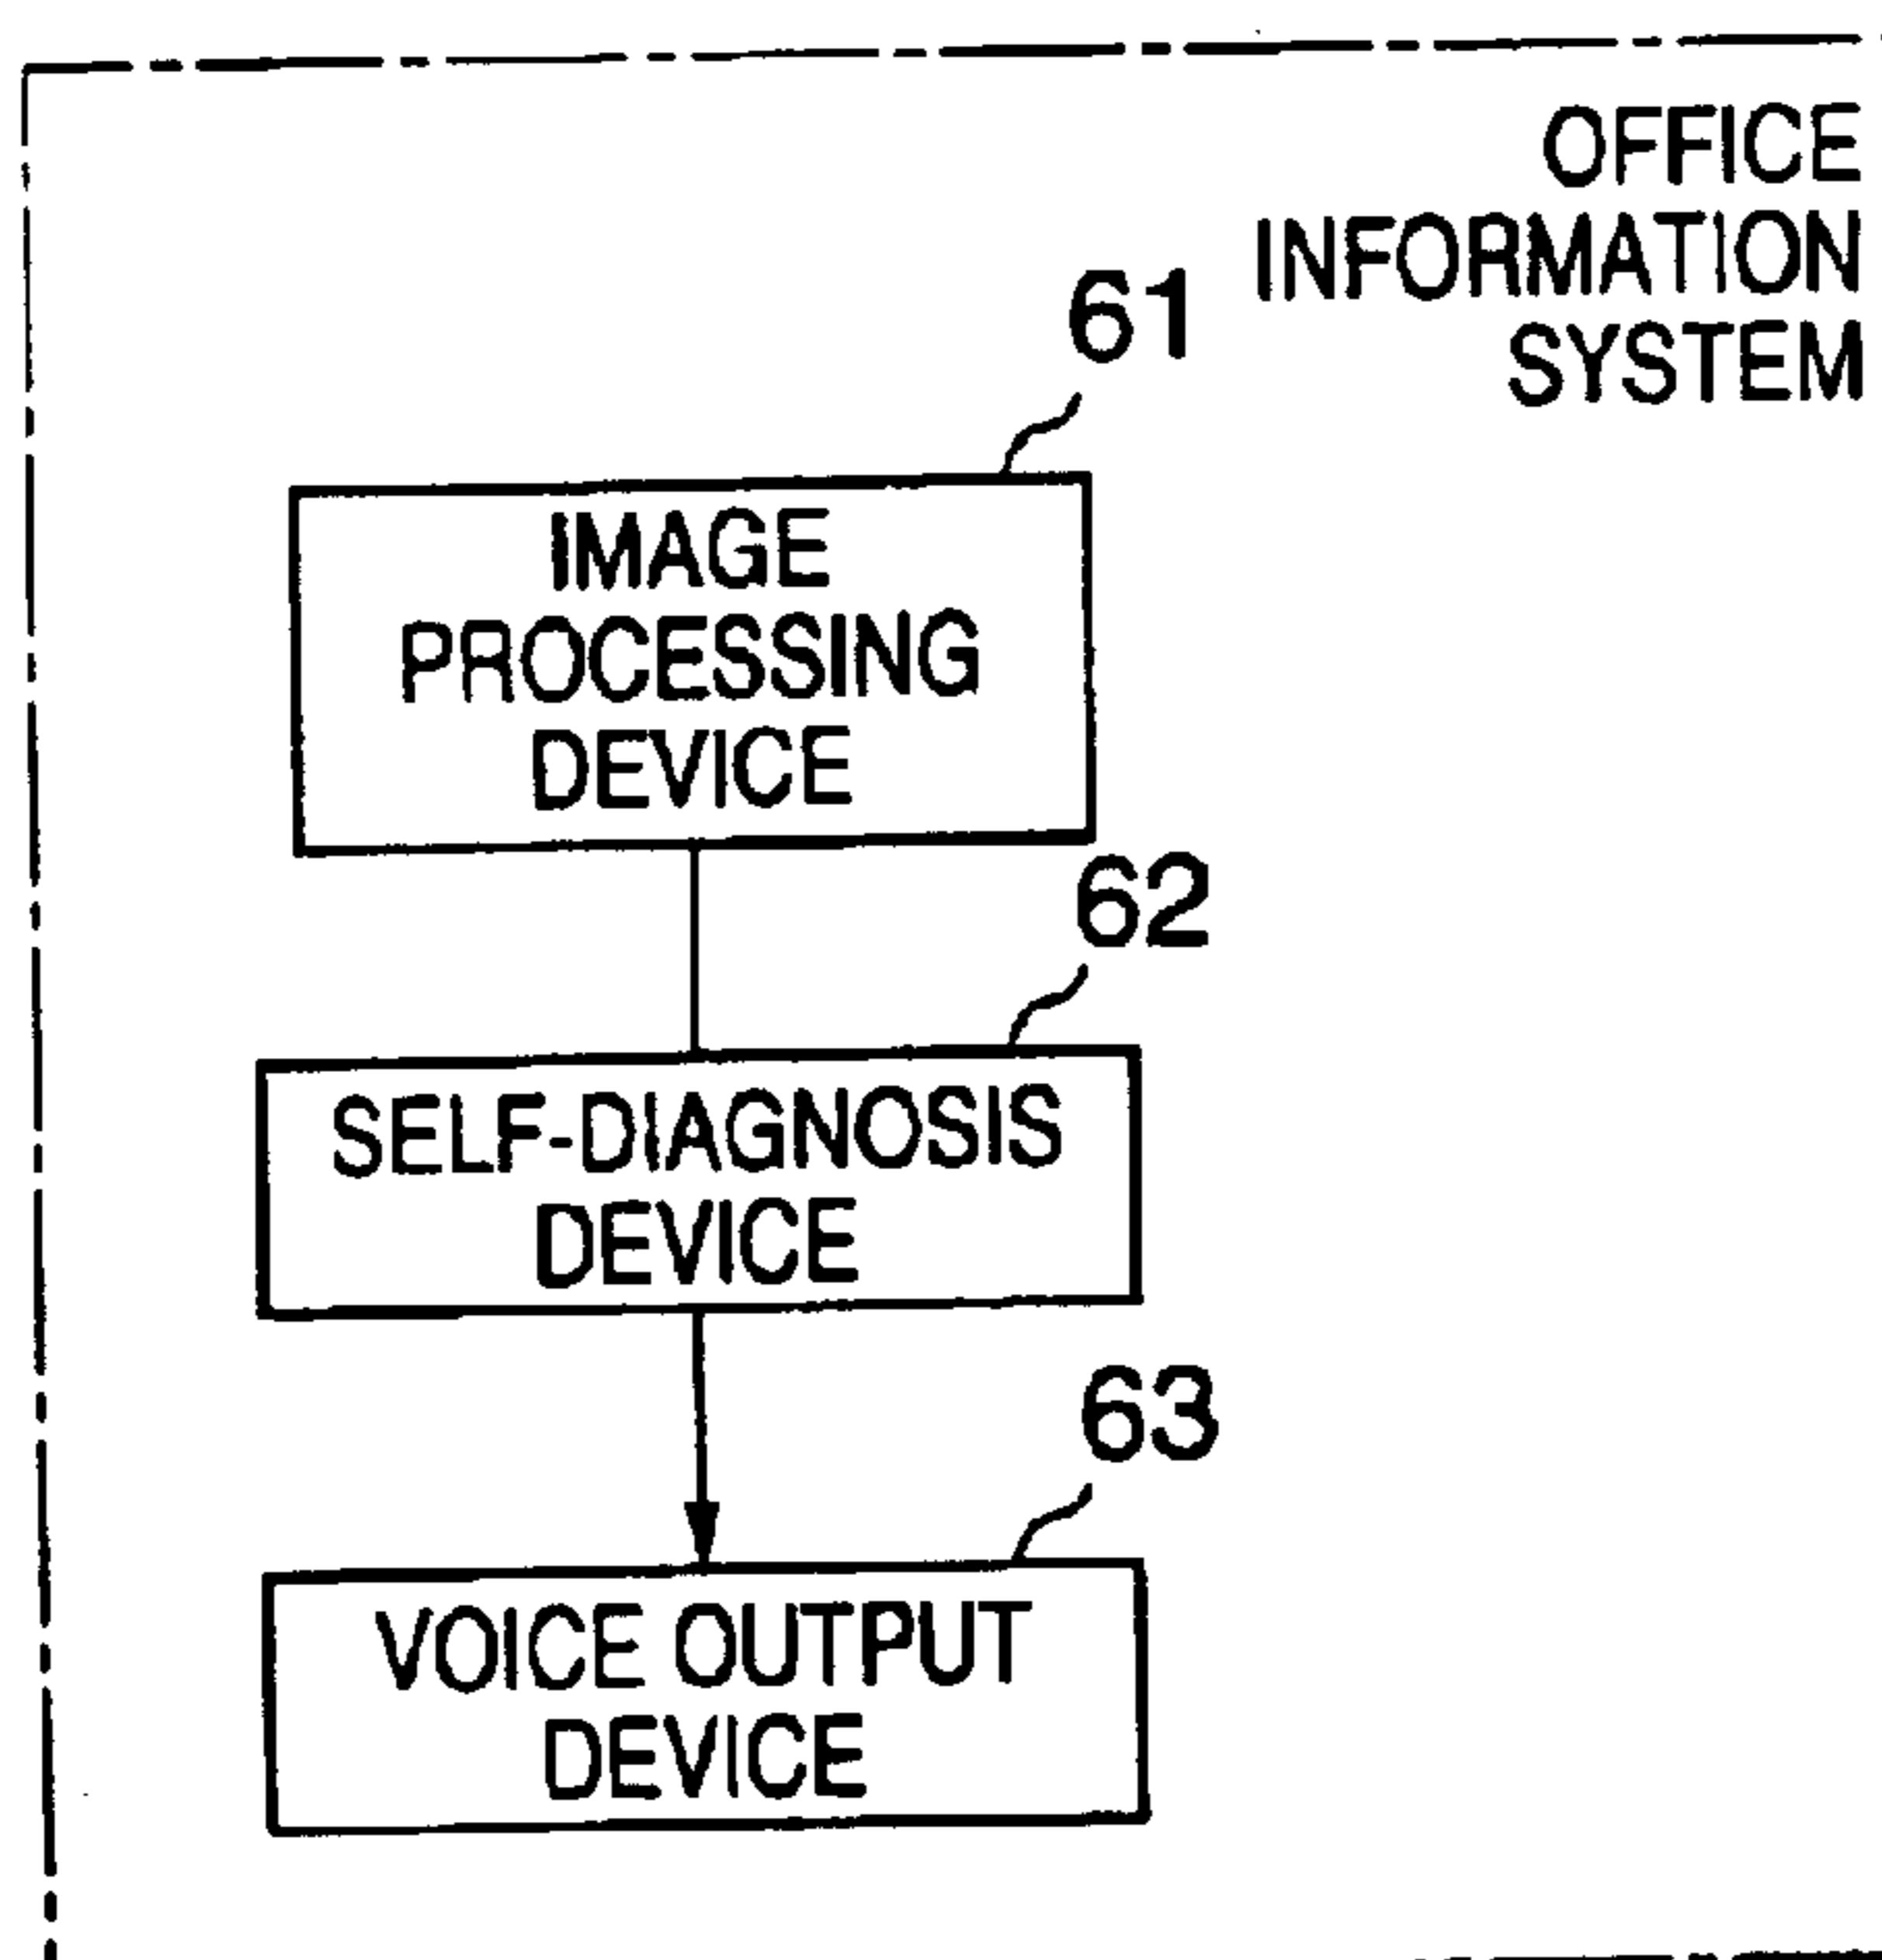 OFFICE
INFORMATION
SYSTEM
61
IMAGE
PROCESSING
DEVICE
62
SELF-DIAGNOSIS
DEVICE
63
VOICE OUTPUT
DEVICE